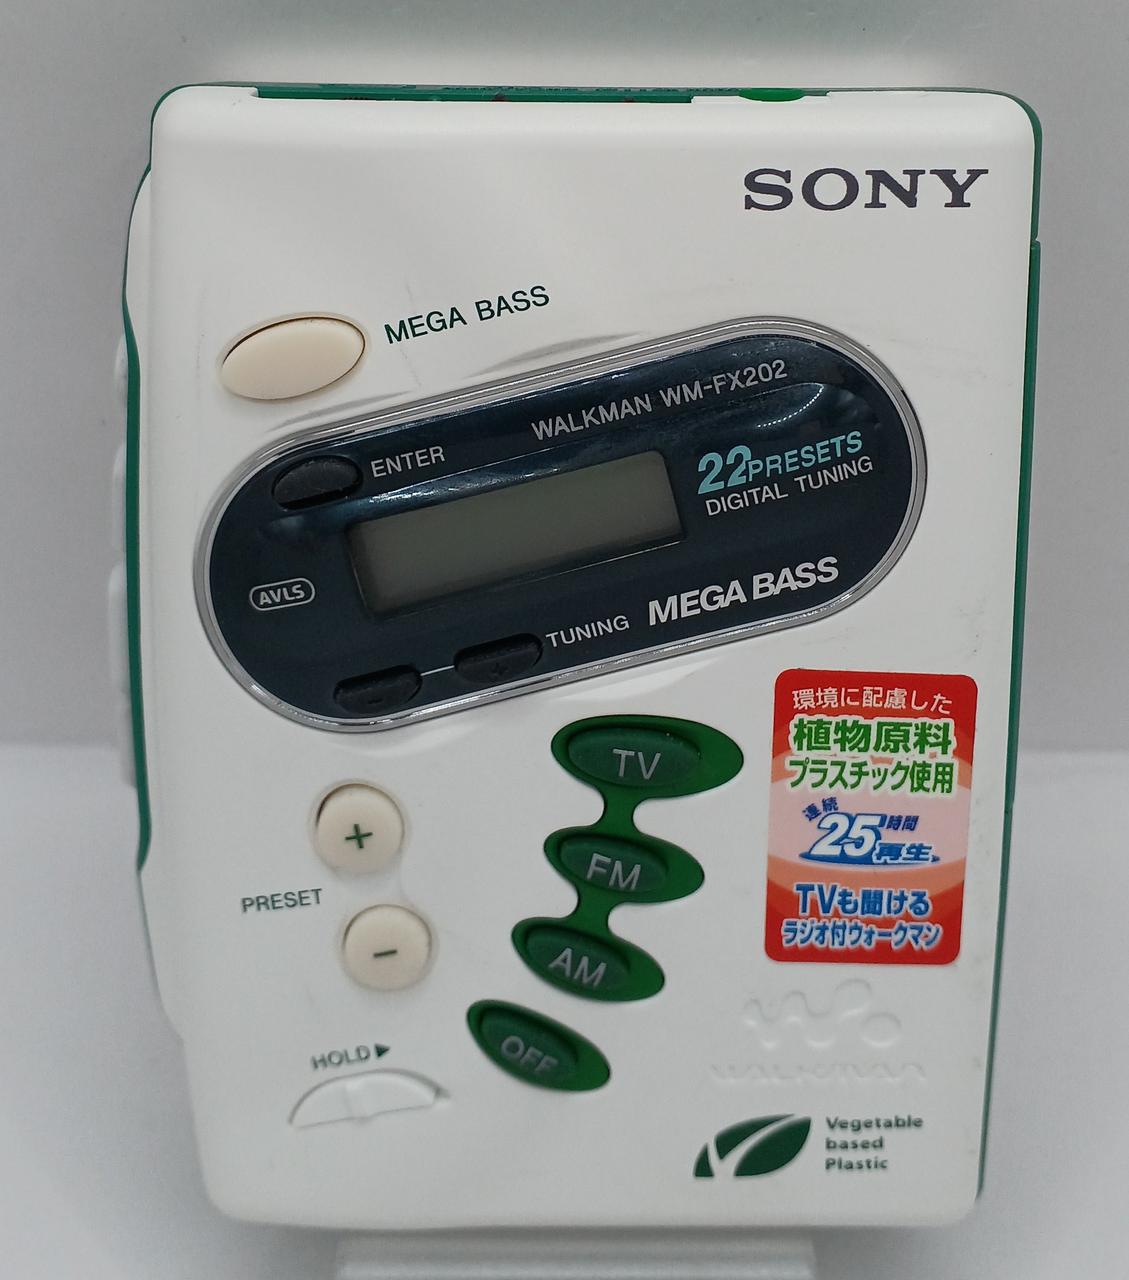 SONY
MEGA BASS
WALKMAN WM-FX202
ENTER
22PRESETS
DIGITAL TUNING
AVLS
MEGA BASS
TUNING
+
-
環境に配慮した
植物原料
プラスチック使用
連続
25時間
再生
TVも聞ける
ラジオ付ウォークマン
TV
FM
AM
OFF
+
PRESET
-
HOLD▶
WALKMAN
Vegetable
based
Plastic